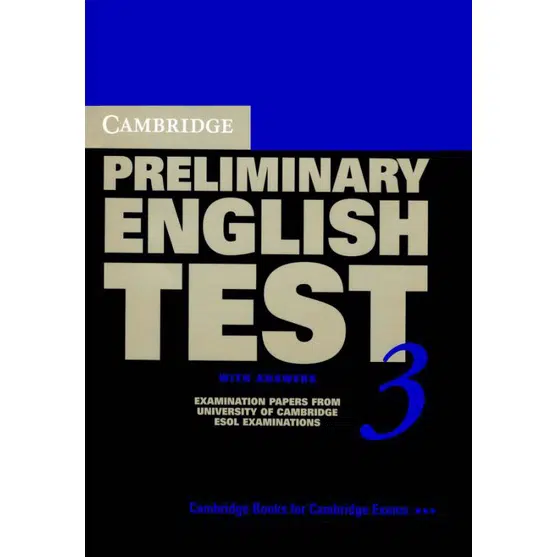 CAMBRIDGE
PRELIMINARY
ENGLISH
TEST
3
WITH ANSWERS
EXAMINATION PAPERS FROM
UNIVERSITY OF CAMBRIDGE
ESOL EXAMINATIONS
Cambridge Books for Cambridge Exams